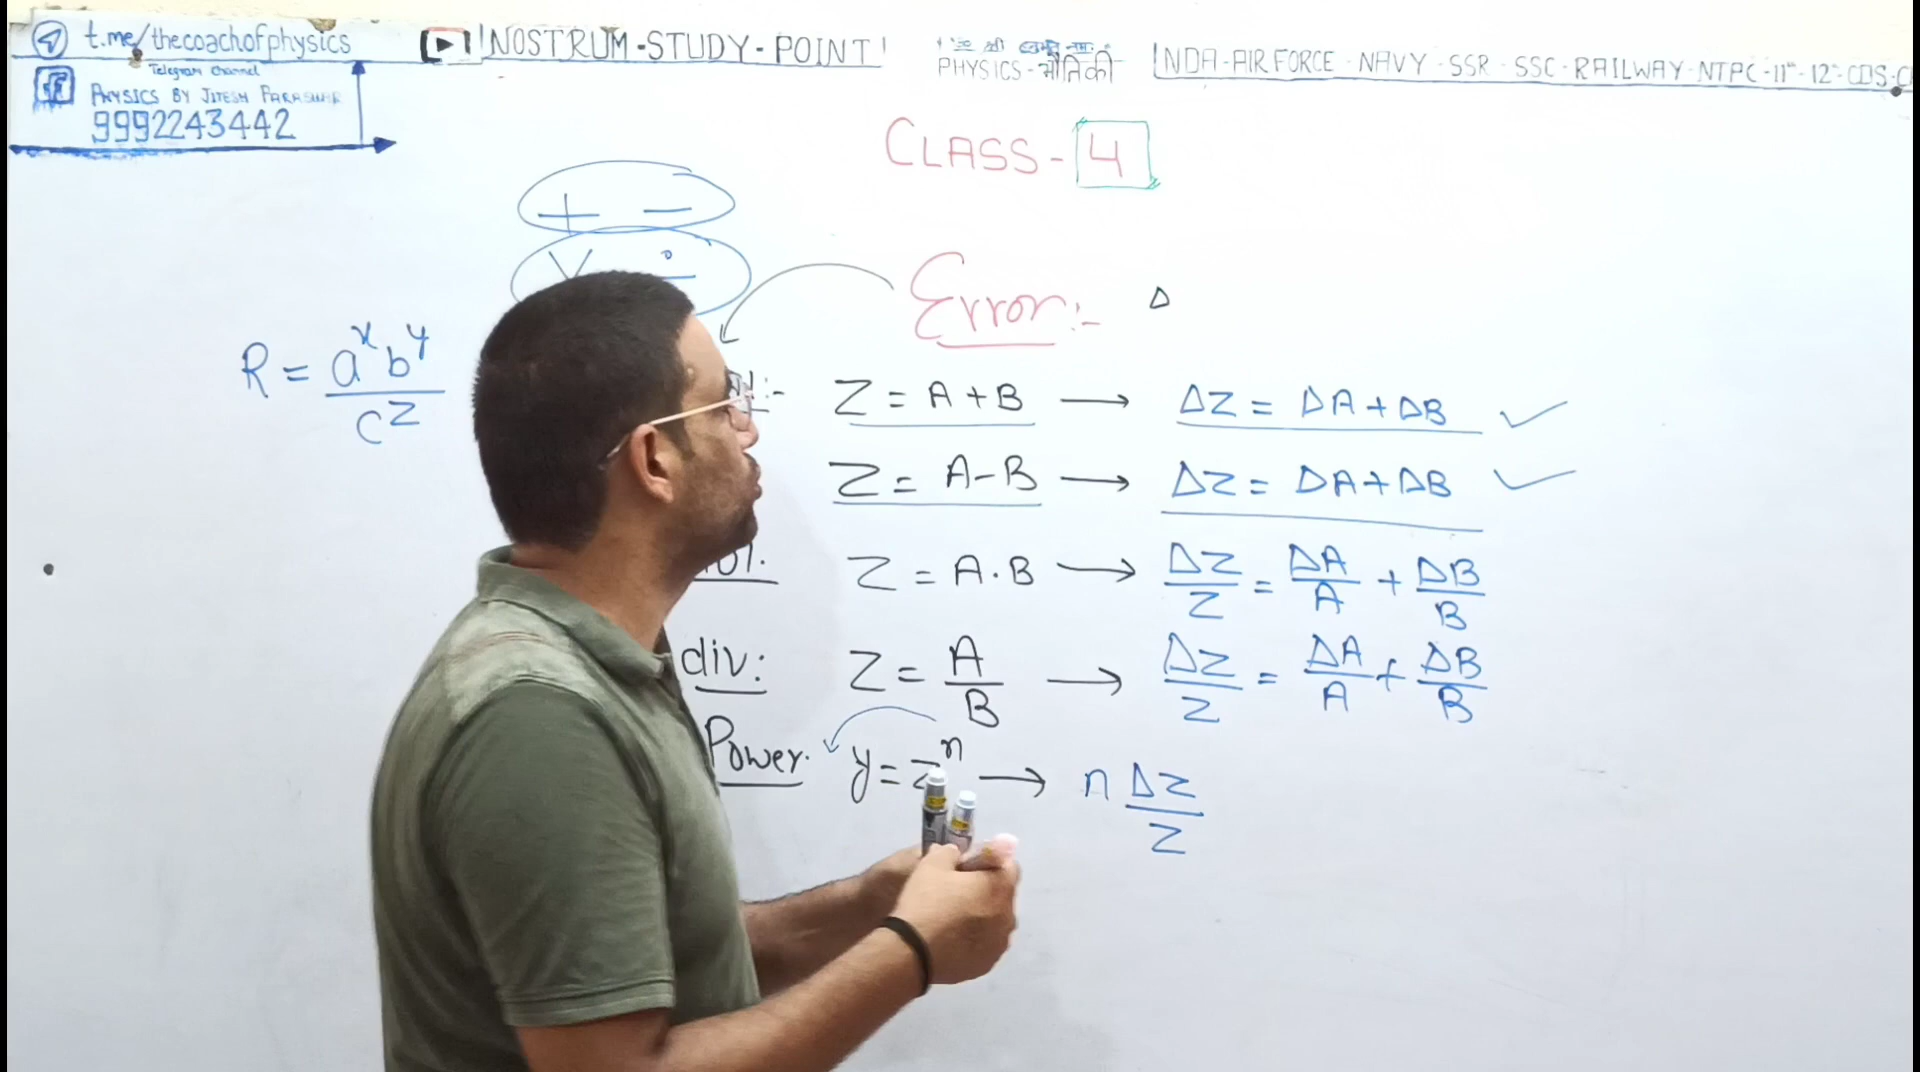 t.me/thecoachofphysics
Telegram channel
PHYSICS BY JITESH PARASHAR
9992243442
NOSTRUM-STUDY-POINT
PHYSICS-भौतिकी
NDA-AIR FORCE-NAVY-SSR-SSC-RAILWAY-NTPC-11th-12th-CDS-C
CLASS-4
+ −
× ÷
Error:- Δ
R = a^x b^y / c^z
Z = A + B → ΔZ = ΔA + ΔB ✓
Z = A - B → ΔZ = ΔA + ΔB ✓
Z = A.B → ΔZ/Z = ΔA/A + ΔB/B
div: Z = A/B → ΔZ/Z = ΔA/A + ΔB/B
Power. y = z^n → n ΔZ/Z